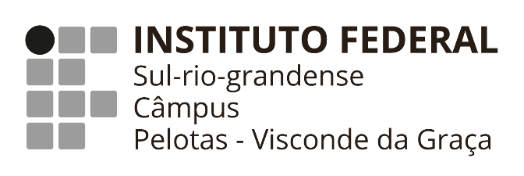 INSTITUTO FEDERAL
Sul-rio-grandense
Câmpus
Pelotas - Visconde da Graça